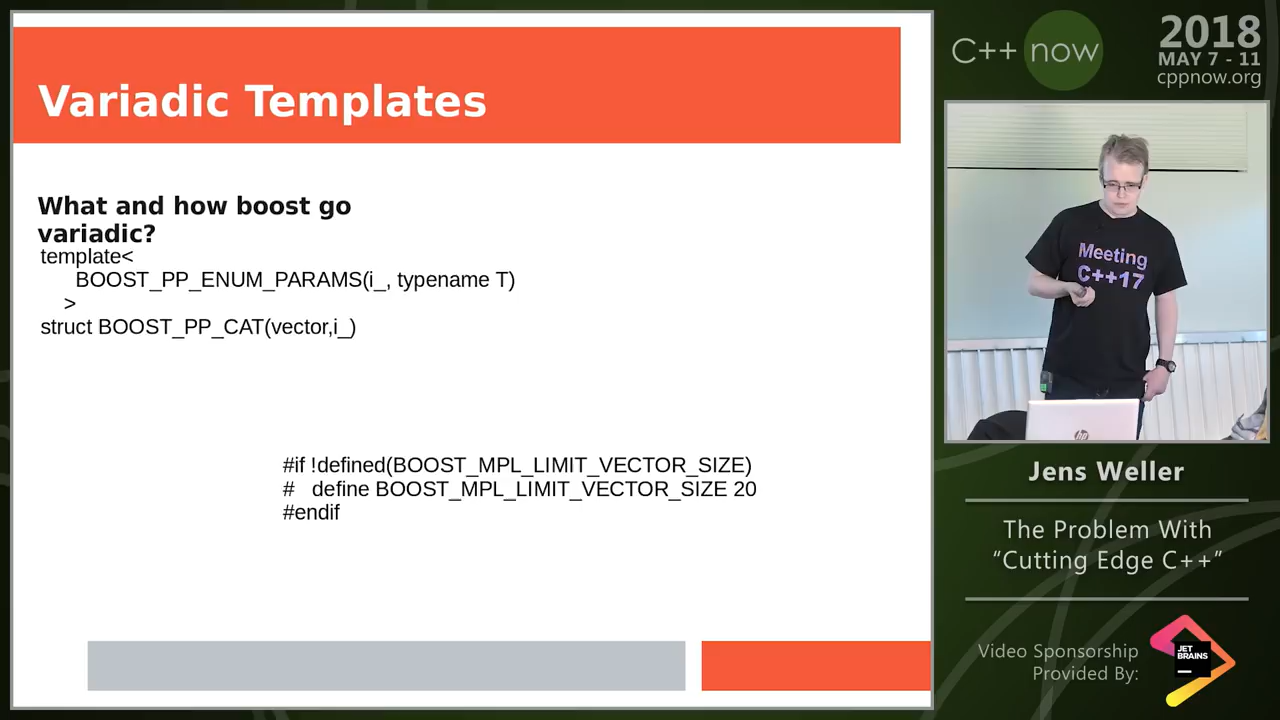 Variadic Templates
What and how boost go
variadic?
template<
BOOST_PP_ENUM_PARAMS(i_, typename T)
>
struct BOOST_PP_CAT(vector,i_)
#if !defined(BOOST_MPL_LIMIT_VECTOR_SIZE)
#   define BOOST_MPL_LIMIT_VECTOR_SIZE 20
#endif
C++ now
2018
MAY 7 - 11
cppnow.org
Meeting
C++17
hp
Jens Weller
The Problem With
“Cutting Edge C++”
Video Sponsorship
Provided By:
JET
BRAINS